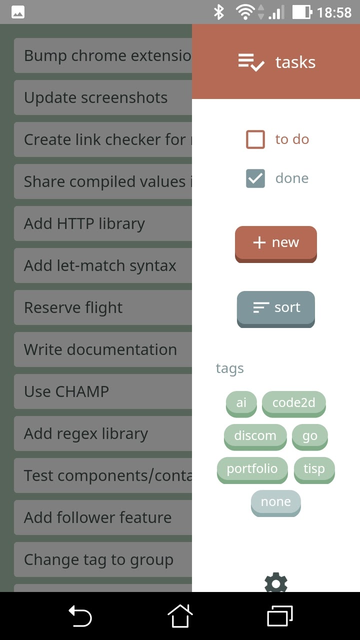 18:58
Bump chrome extensio
Update screenshots
Create link checker for
Share compiled values i
Add HTTP library
Add let-match syntax
Reserve flight
Write documentation
Use CHAMP
Add regex library
Test components/conta
Add follower feature
Change tag to group
tasks
to do
done
new
sort
tags
ai code2d
discom go
portfolio tisp
none